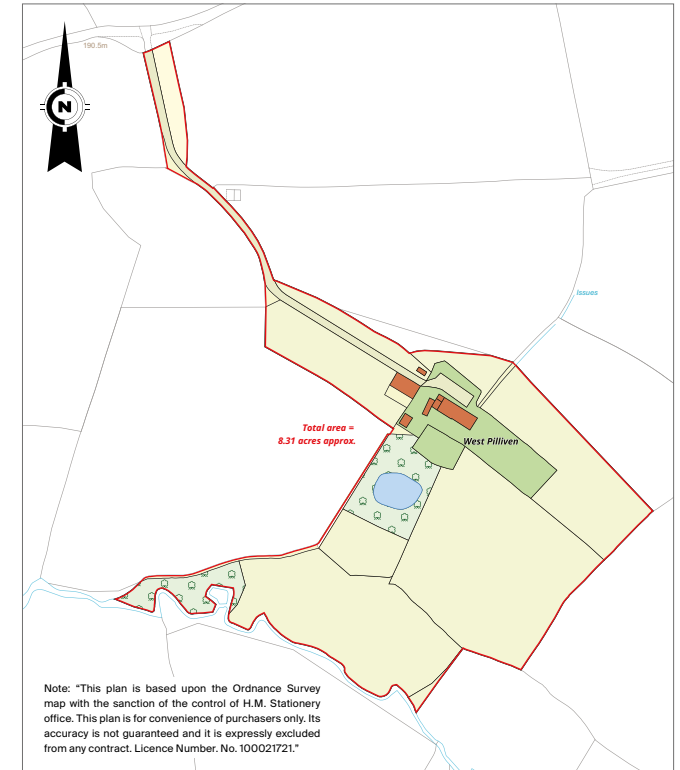 190.5m
N
Issues
Total area =
8.31 acres approx.
West Pilliven
Note: “This plan is based upon the Ordnance Survey
map with the sanction of the control of H.M. Stationery
office. This plan is for convenience of purchasers only. Its
accuracy is not guaranteed and it is expressly excluded
from any contract. Licence Number. No. 100021721.”